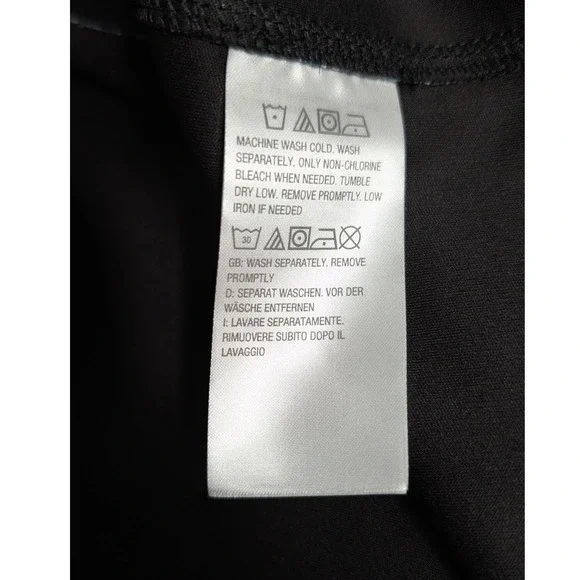 MACHINE WASH COLD. WASH
SEPARATELY. ONLY NON-CHLORINE
BLEACH WHEN NEEDED. TUMBLE
DRY LOW. REMOVE PROMPTLY. LOW
IRON IF NEEDED
30
GB: WASH SEPARATELY. REMOVE
PROMPTLY
D: SEPARAT WASCHEN. VOR DER
WÄSCHE ENTFERNEN
I: LAVARE SEPARATAMENTE.
RIMUOVERE SUBITO DOPO IL
LAVAGGIO